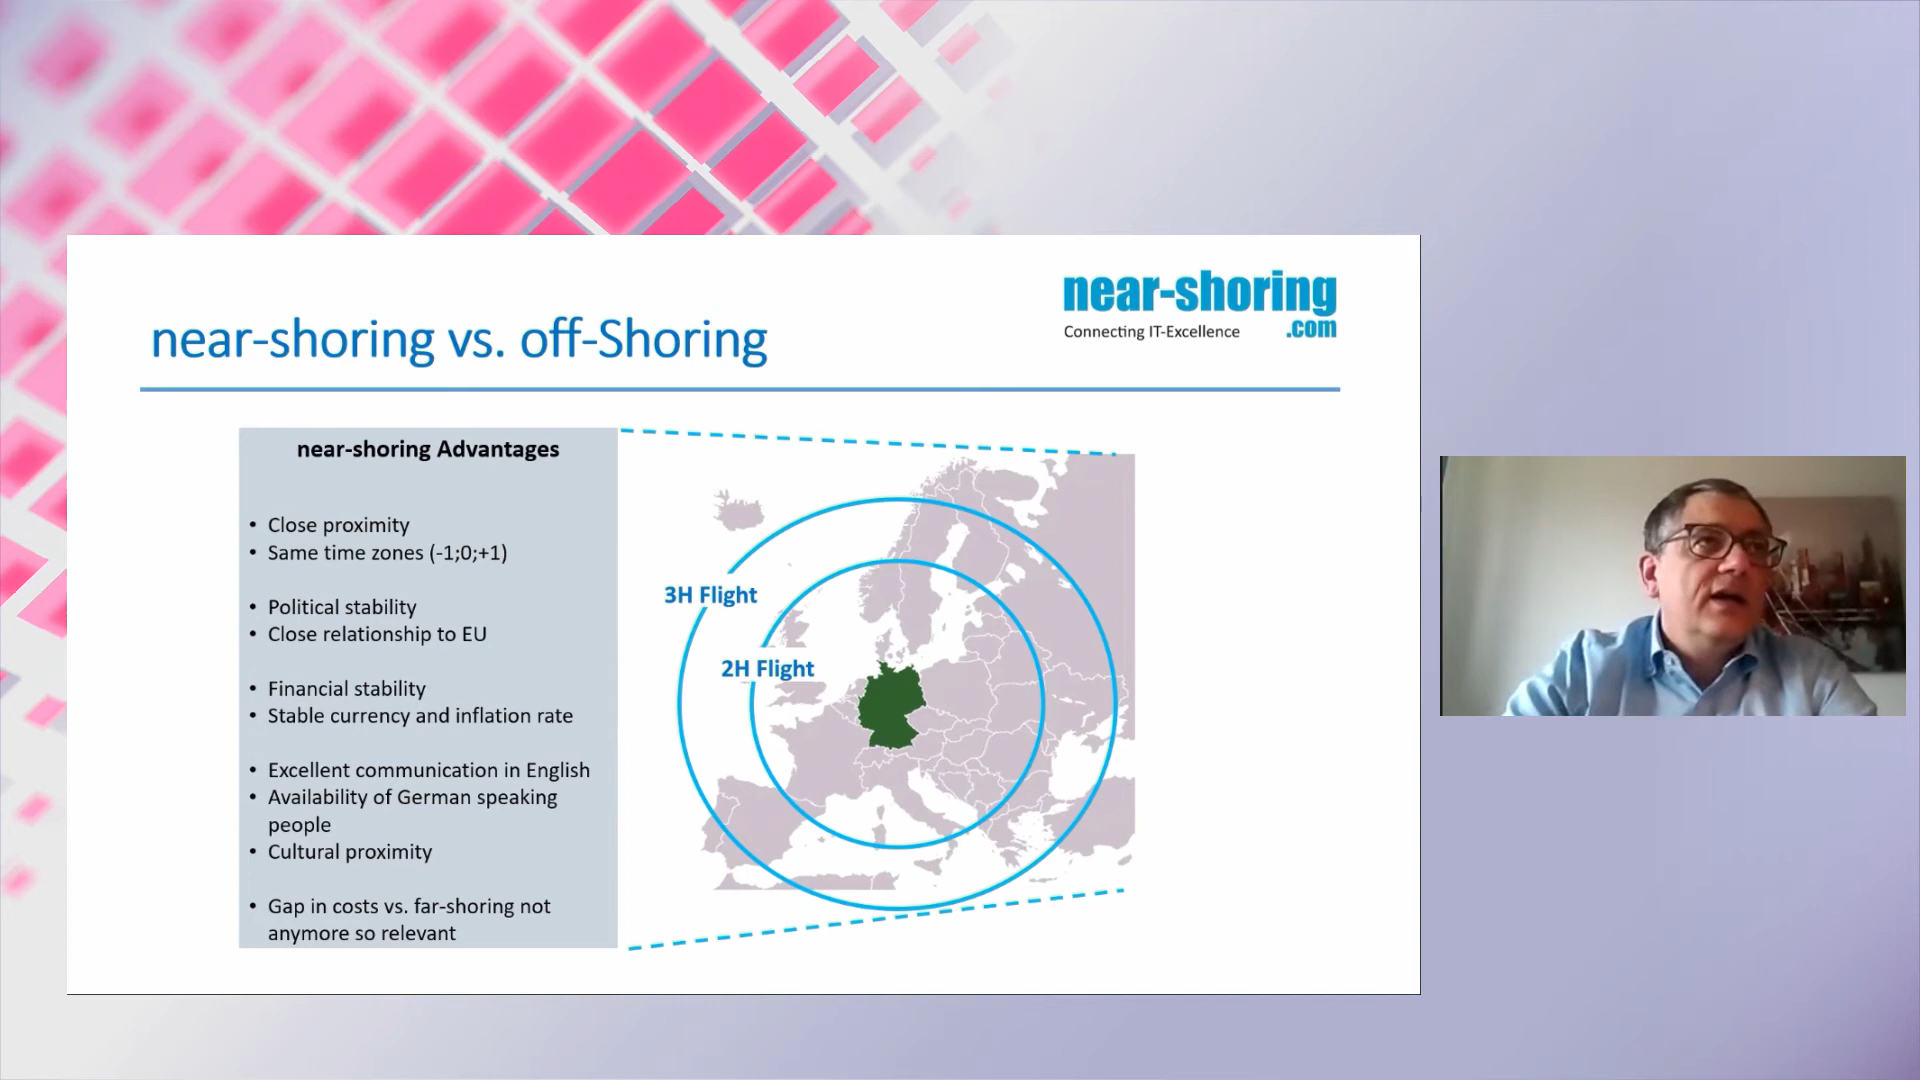 near-shoring
.com
Connecting IT-Excellence
near-shoring vs. off-Shoring
near-shoring Advantages
• Close proximity
• Same time zones (-1;0;+1)
• Political stability
• Close relationship to EU
• Financial stability
• Stable currency and inflation rate
• Excellent communication in English
• Availability of German speaking
people
• Cultural proximity
• Gap in costs vs. far-shoring not
anymore so relevant
3H Flight
2H Flight